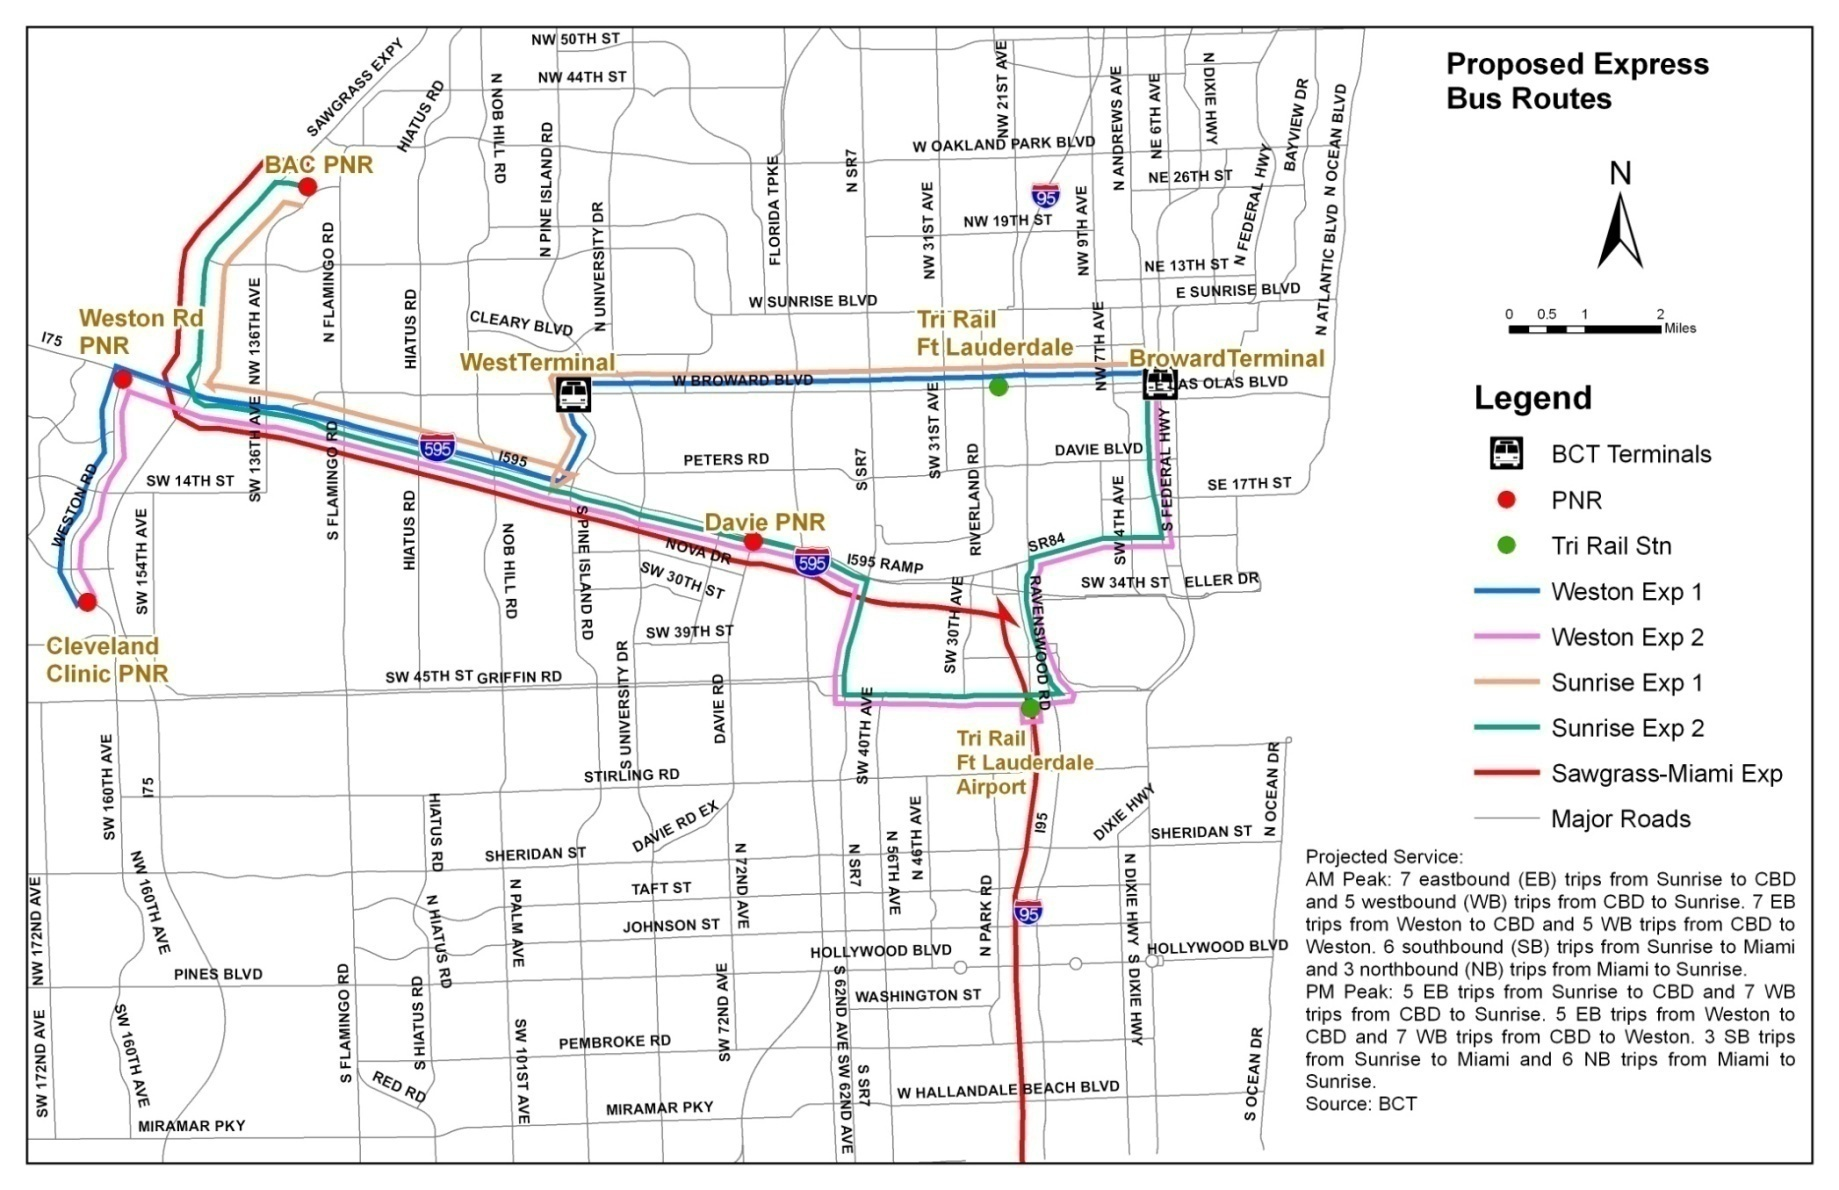 Proposed Express
Bus Routes
N
0 0.5 1 2
Miles
Legend
BCT Terminals
PNR
Tri Rail Stn
Weston Exp 1
Weston Exp 2
Sunrise Exp 1
Sunrise Exp 2
Sawgrass-Miami Exp
Major Roads
Projected Service:
AM Peak: 7 eastbound (EB) trips from Sunrise to CBD
and 5 westbound (WB) trips from CBD to Sunrise. 7 EB
trips from Weston to CBD and 5 WB trips from CBD to
Weston. 6 southbound (SB) trips from Sunrise to Miami
and 3 northbound (NB) trips from Miami to Sunrise.
PM Peak: 5 EB trips from Sunrise to CBD and 7 WB
trips from CBD to Sunrise. 5 EB trips from Weston to
CBD and 7 WB trips from CBD to Weston. 3 SB trips
from Sunrise to Miami and 6 NB trips from Miami to
Sunrise.
Source: BCT
NW 50TH ST
NW 44TH ST
SAWGRASS EXPY
HIATUS RD
N NOB HILL RD
N PINE ISLAND RD
N UNIVERSITY DR
FLORIDA TPKE
N SR7
NW 21ST AVE
W OAKLAND PARK BLVD
N ANDREWS AVE
NE 6TH AVE
N DIXIE HWY
BAYVIEW DR
N OCEAN BLVD
N FEDERAL HWY
N ATLANTIC BLVD
NE 26TH ST
95
NW 19TH ST
NW 31ST AVE
NW 9TH AVE
NE 13TH ST
E SUNRISE BLVD
W SUNRISE BLVD
BAC PNR
N FLAMINGO RD
NW 136TH AVE
HIATUS RD
CLEARY BLVD
Weston Rd
PNR
I75
WestTerminal
Tri Rail
Ft Lauderdale
NW 7TH AVE
BrowardTerminal
W BROWARD BLVD
LAS OLAS BLVD
SW 31ST AVE
S FEDERAL HWY
595
I595
PETERS RD
S SR7
RIVERLAND RD
DAVIE BLVD
SW 4TH AVE
SE 17TH ST
SW 14TH ST
SW 136TH AVE
S FLAMINGO RD
HIATUS RD
WESTON RD
SW 154TH AVE
NOB HILL RD
S PINE ISLAND RD
Davie PNR
NOVA DR
595
I595 RAMP
SR84
SW 30TH ST
SW 34TH ST
ELLER DR
SW 30TH AVE
RAVENSWOOD RD
SW 39TH ST
Cleveland
Clinic PNR
SW 45TH ST
GRIFFIN RD
S UNIVERSITY DR
DAVIE RD
SW 40TH AVE
Tri Rail
Ft Lauderdale
Airport
SW 160TH AVE
I75
STIRLING RD
N OCEAN DR
I95
DIXIE HWY
SHERIDAN ST
HIATUS RD
DAVIE RD EX
SHERIDAN ST
N 72ND AVE
N SR7
N 56TH AVE
N 46TH AVE
N PARK RD
N DIXIE HWY
NW 172ND AVE
NW 160TH AVE
N HIATUS RD
N PALM AVE
TAFT ST
JOHNSON ST
95
HOLLYWOOD BLVD
HOLLYWOOD BLVD
PINES BLVD
S FLAMINGO RD
S HIATUS RD
SW 72ND AVE
S 62ND AVE
WASHINGTON ST
S DIXIE HWY
SW 172ND AVE
SW 160TH AVE
SW 101ST AVE
PEMBROKE RD
SW 62ND AVE
S SR7
RED RD
W HALLANDALE BEACH BLVD
S OCEAN DR
MIRAMAR PKY
MIRAMAR PKY